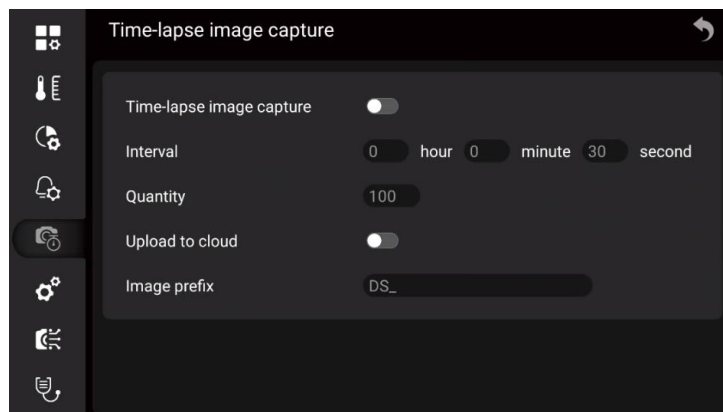 Time-lapse image capture
Time-lapse image capture
Interval 0 hour 0 minute 30 second
Quantity 100
Upload to cloud
Image prefix DS_